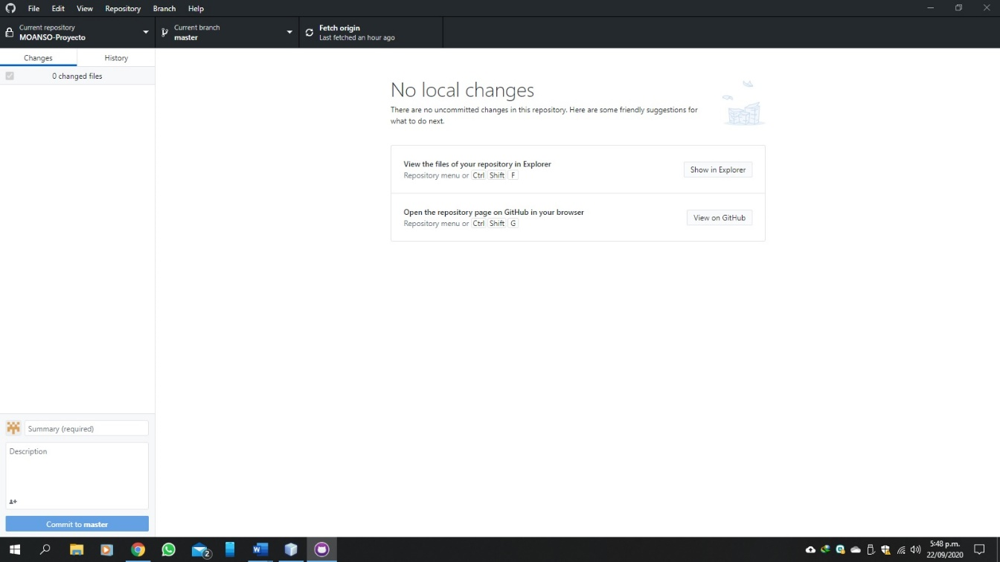 File Edit View Repository Branch Help
Current repository
MOANSO-Proyecto
Current branch
master
Fetch origin
Last fetched an hour ago
Changes History
0 changed files
No local changes
There are no uncommitted changes in this repository. Here are some friendly suggestions for
what to do next.
View the files of your repository in Explorer
Repository menu or Ctrl Shift F
Show in Explorer
Open the repository page on GitHub in your browser
Repository menu or Ctrl Shift G
View on GitHub
Summary (required)
Description
Commit to master
2
5:48 p.m.
22/09/2020